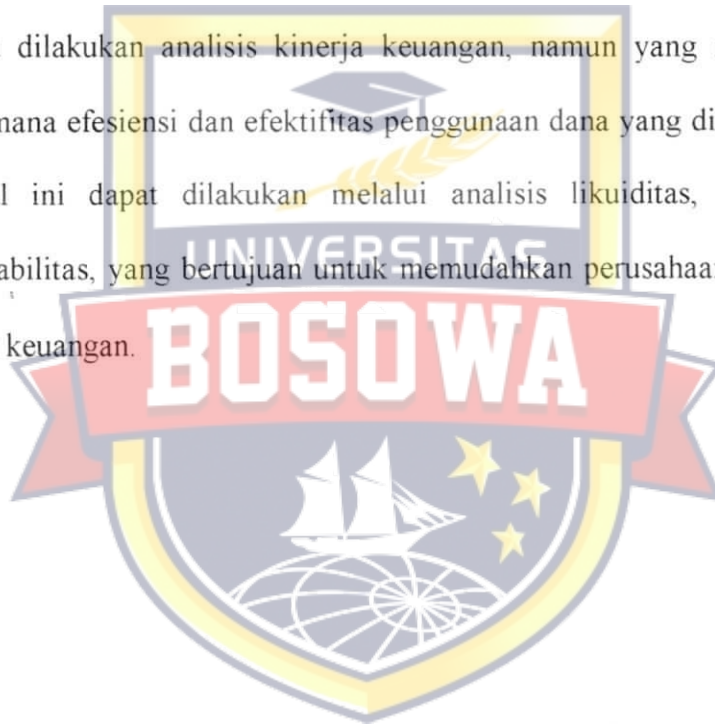 dilakukan analisis kinerja keuangan, namun yang
mana efesiensi dan efektifitas penggunaan dana yang di
l ini dapat dilakukan melalui analisis likuiditas,
abilitas, yang bertujuan untuk memudahkan perusahaan
UNIVERSITAS
keuangan.
BOSOWA